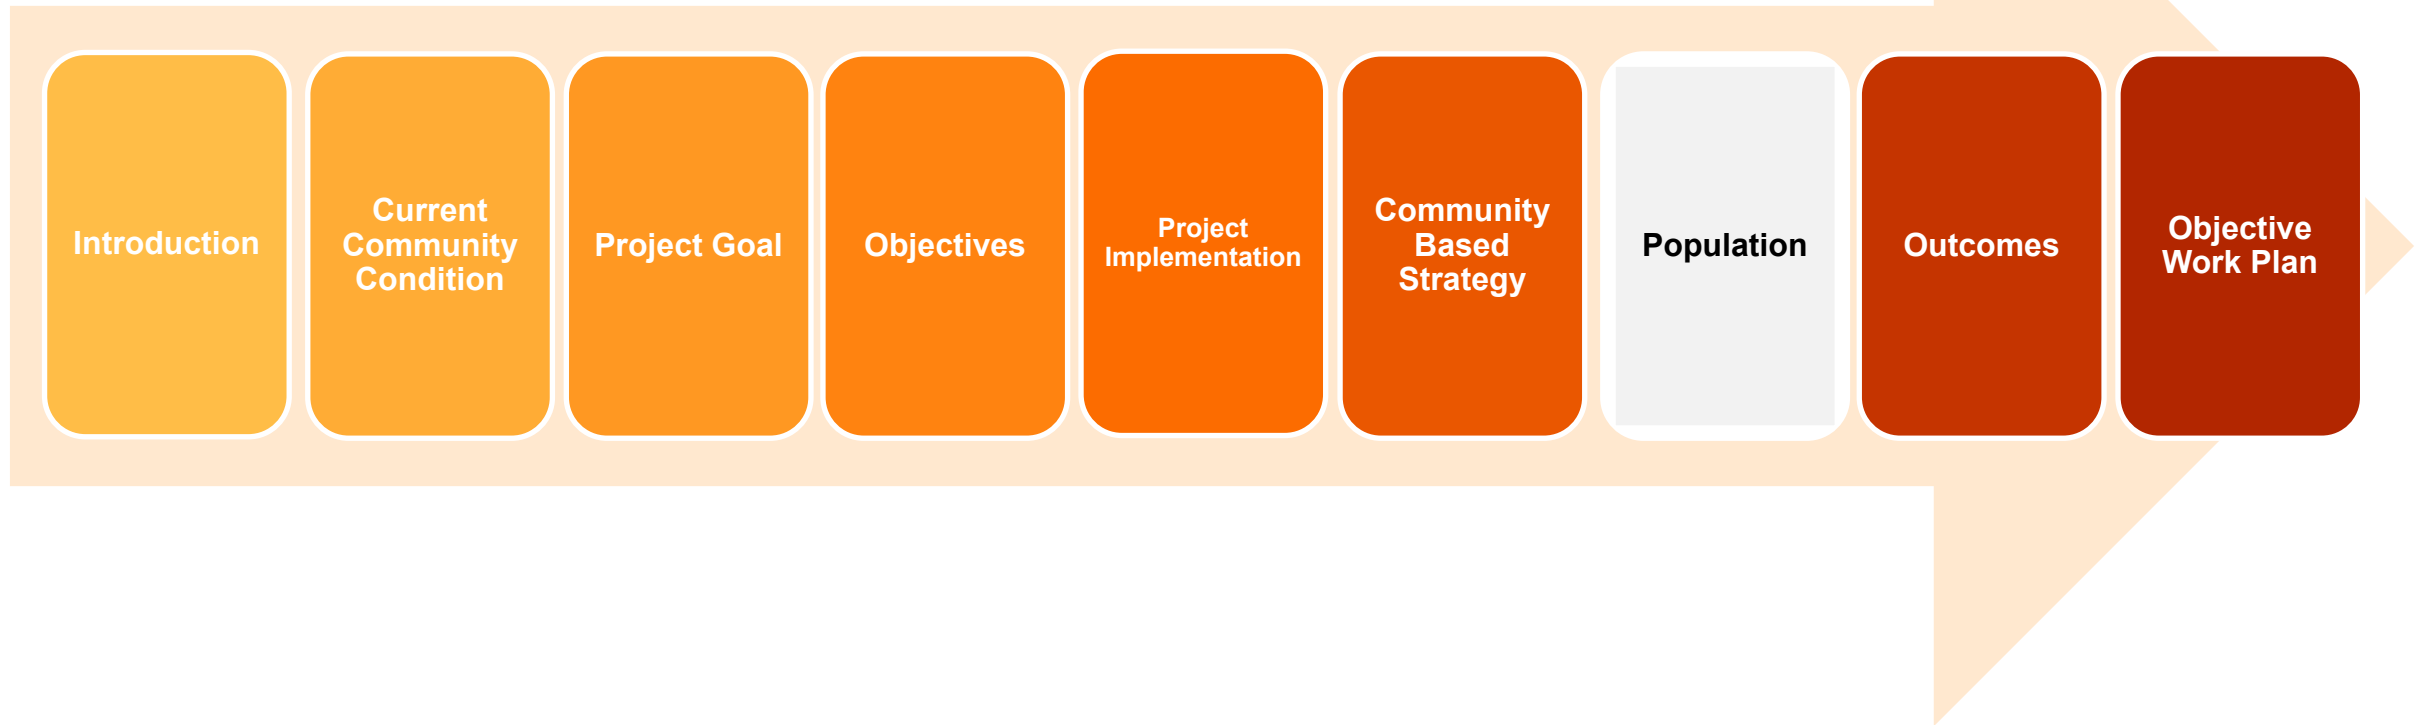 Introduction
Current
Community
Condition
Project Goal
Objectives
Project
Implementation
Community
Based
Strategy
Population
Outcomes
Objective
Work Plan